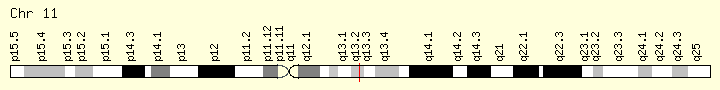 Chr 11
p15.5
p15.4
p15.3
p15.2
p15.1
p14.3
p14.1
p13
p12
p11.2
p11.12
p11.11
q11
q12.1
q13.1
q13.2
q13.3
q13.4
q14.1
q14.2
q14.3
q21
q22.1
q22.3
q23.1
q23.2
q23.3
q24.1
q24.2
q24.3
q25